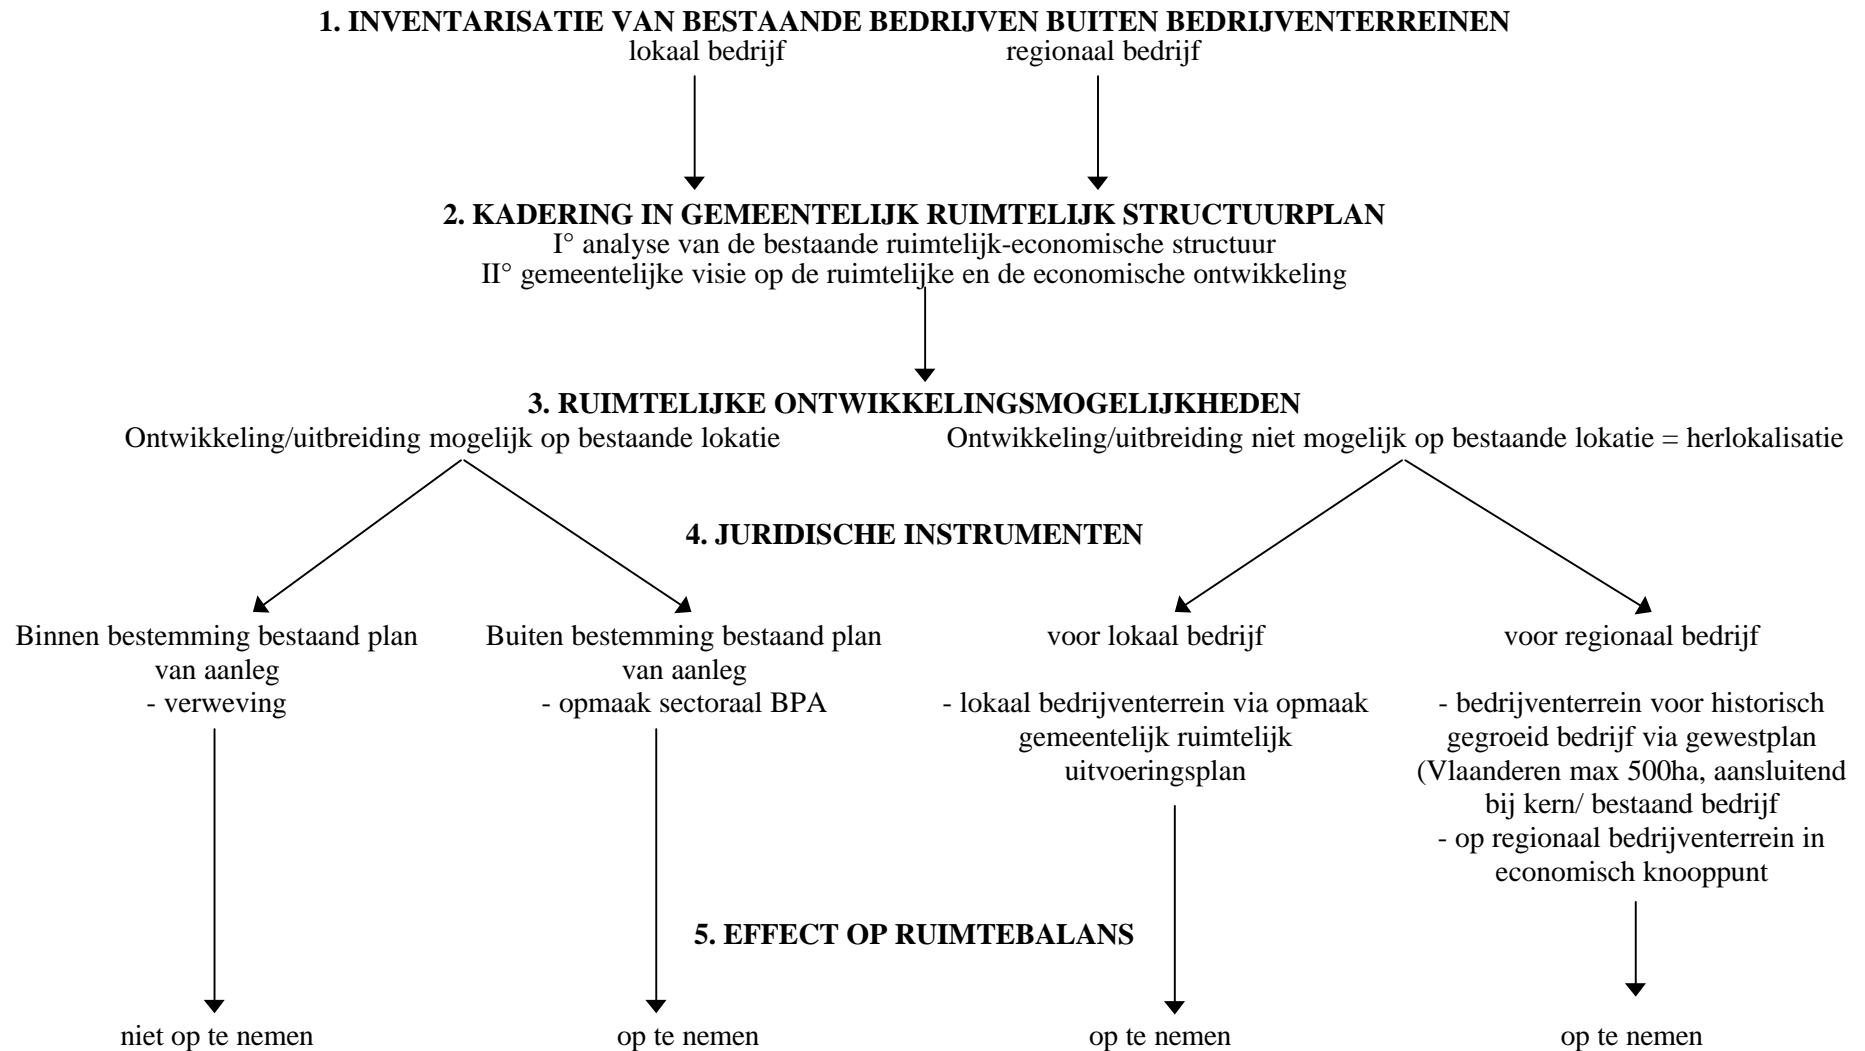 1. INVENTARISATIE VAN BESTAANDE BEDRIJVEN BUITEN BEDRIJVENTERREINEN
lokaal bedrijf
regionaal bedrijf
2. KADERING IN GEMEENTELIJK RUIMTELIJK STRUCTUURPLAN
I° analyse van de bestaande ruimtelijk-economische structuur
II° gemeentelijke visie op de ruimtelijke en de economische ontwikkeling
3. RUIMTELIJKE ONTWIKKELINGSMOGELIJKHEDEN
Ontwikkeling/uitbreiding mogelijk op bestaande lokatie
Ontwikkeling/uitbreiding niet mogelijk op bestaande lokatie = herlokalisatie
4. JURIDISCHE INSTRUMENTEN
Binnen bestemming bestaand plan
van aanleg
- verweving
Buiten bestemming bestaand plan
van aanleg
- opmaak sectoraal BPA
voor lokaal bedrijf
- lokaal bedrijventerrein via opmaak
gemeentelijk ruimtelijk
uitvoeringsplan
voor regionaal bedrijf
- bedrijventerrein voor historisch
gegroeid bedrijf via gewestplan
(Vlaanderen max 500ha, aansluitend
bij kern/ bestaand bedrijf
- op regionaal bedrijventerrein in
economisch knooppunt
5. EFFECT OP RUIMTEBALANS
niet op te nemen
op te nemen
op te nemen
op te nemen